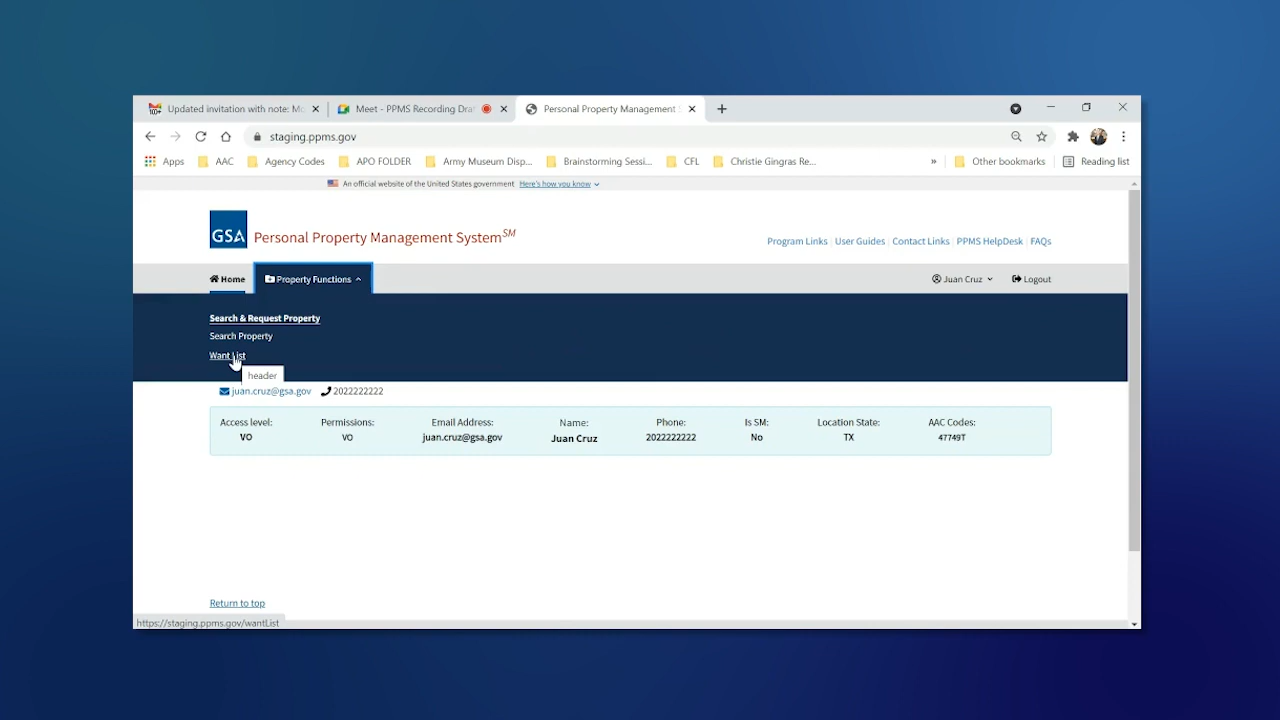 Updated invitation with note: Mo
Meet - PPMS Recording Dra
Personal Property Management S
staging.ppms.gov
Apps
AAC
Agency Codes
APO FOLDER
Army Museum Disp...
Brainstorming Sessi...
CFL
Christie Gingras Re...
»
Other bookmarks
Reading list
An official website of the United States government Here's how you know
GSA
Personal Property Management System SM
Program Links
User Guides
Contact Links
PPMS HelpDesk
FAQs
Home
Property Functions
Juan Cruz
Logout
Search & Request Property
Search Property
Want List
header
juan.cruz@gsa.gov
2022222222
Access level:
VO
Permissions:
VO
Email Address:
juan.cruz@gsa.gov
Name:
Juan Cruz
Phone:
2022222222
Is SM:
No
Location State:
TX
AAC Codes:
47749T
Return to top
https://staging.ppms.gov/wantList